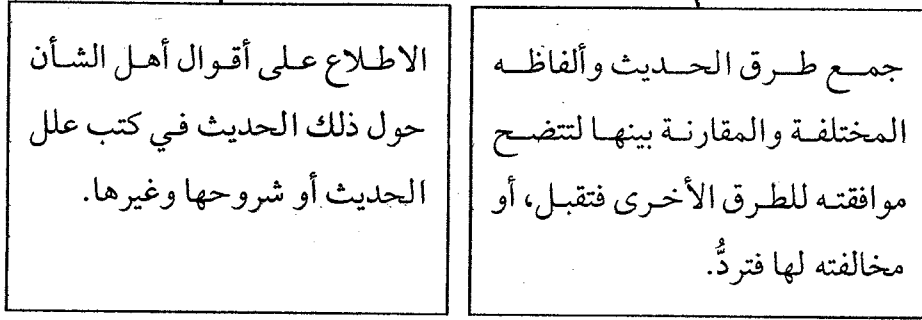 جمع طرق الحديث وألفاظه
المختلفة والمقارنة بينها لتتضح
موافقته للطرق الأخرى فتقبل، أو
مخالفته لها فتردُّ.
الاطلاع على أقوال أهل الشأن
حول ذلك الحديث في كتب علل
الحديث أو شروحها وغيرها.